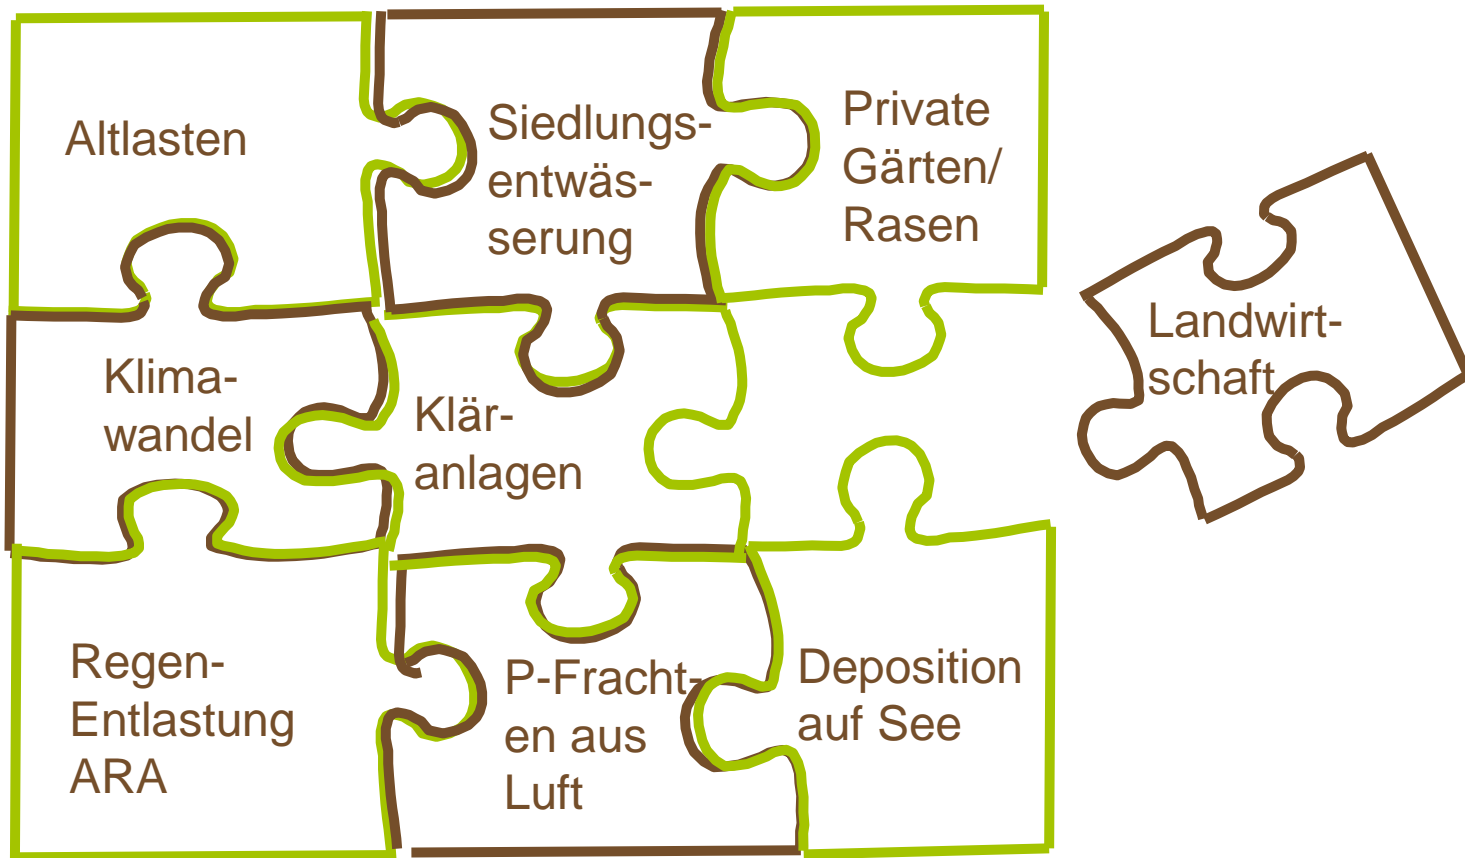 Altlasten
Siedlungs-
entwäs-
serung
Private
Gärten/
Rasen
Klima-
wandel
Klär-
anlagen
Landwirt-
schaft
Regen-
Entlastung
ARA
P-Fracht-
en aus
Luft
Deposition
auf See